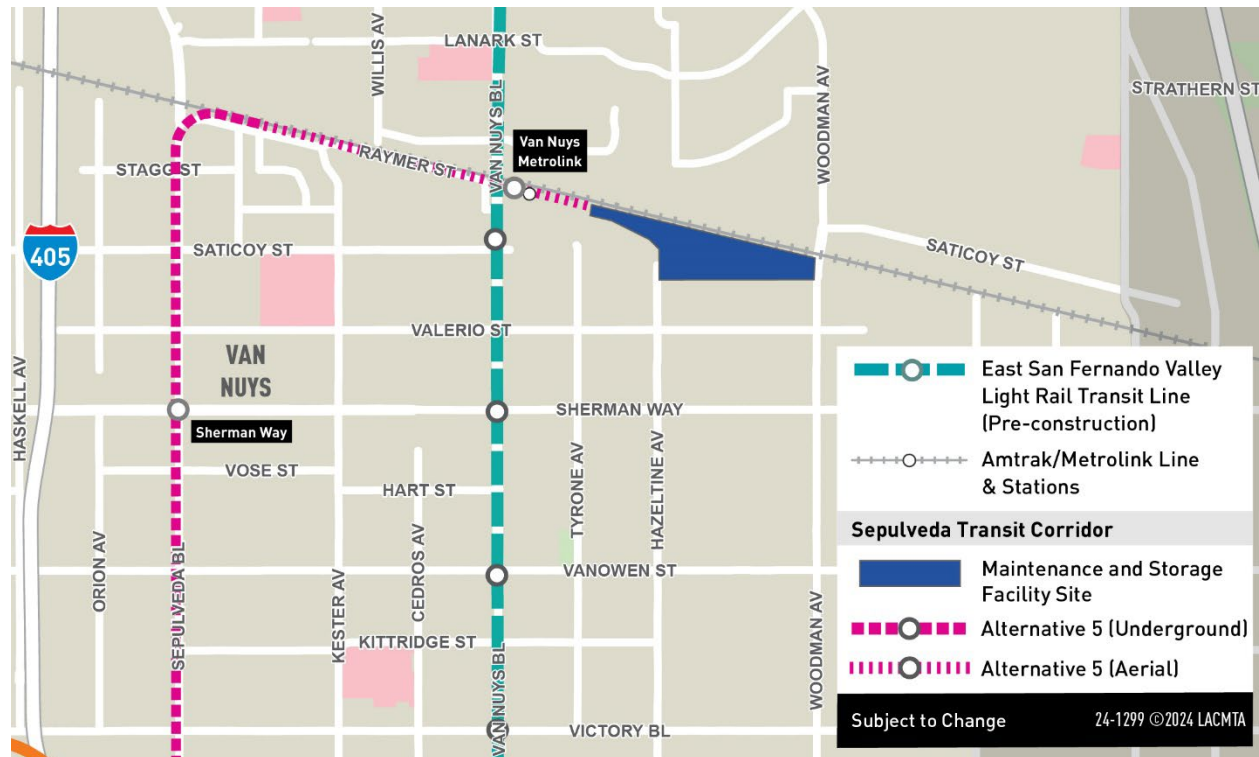 WILLIS AV
LANARK ST
VAN NUYS BL
WOODMAN AV
STRATHERN ST
Van Nuys
Metrolink
RAYMER ST
STAGG ST
405
SATICOY ST
SATICOY ST
VALERIO ST
VAN
NUYS
HASKELL AV
Sherman Way
SHERMAN WAY
VOSE ST
HART ST
TYRONE AV
HAZELTINE AV
ORION AV
SEPULVEDA BL
KESTER AV
CEDROS AV
VANOWEN ST
KITTRIDGE ST
WOODMAN AV
VAN NUYS BL
VICTORY BL
East San Fernando Valley
Light Rail Transit Line
(Pre-construction)
Amtrak/Metrolink Line
& Stations
Sepulveda Transit Corridor
Maintenance and Storage
Facility Site
Alternative 5 (Underground)
Alternative 5 (Aerial)
Subject to Change
24-1299 ©2024 LACMTA